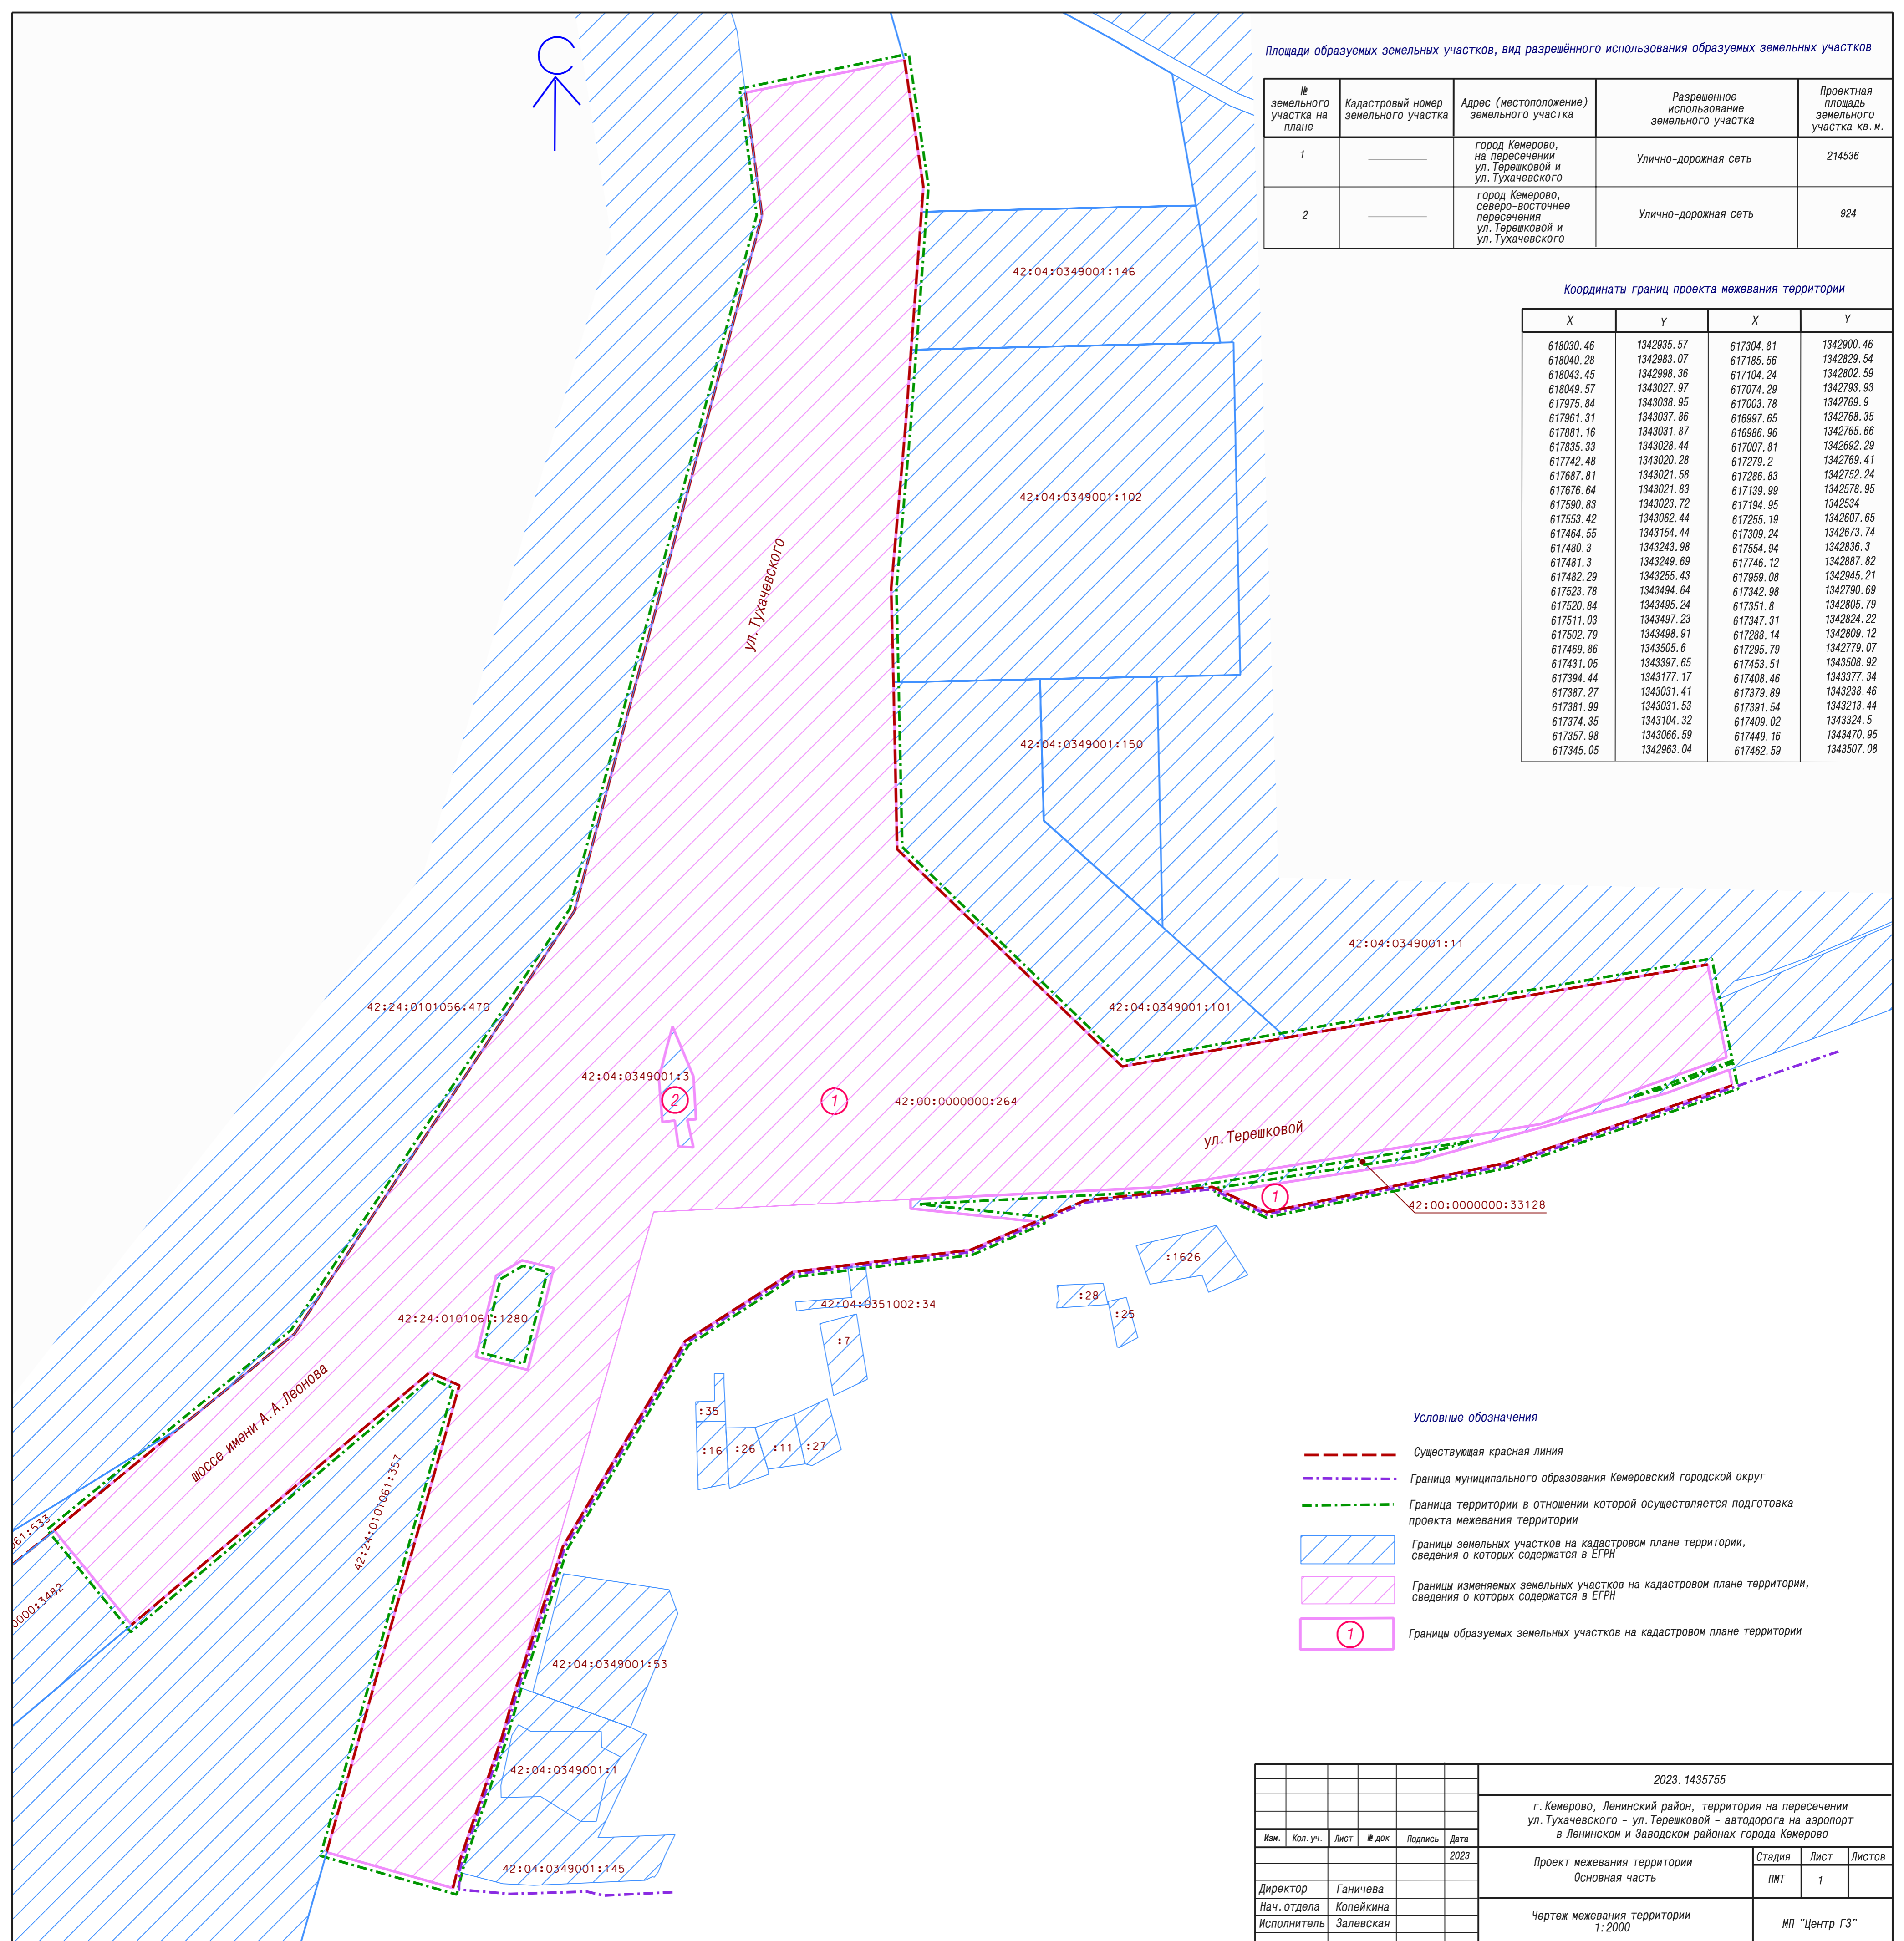 С
Площади образуемых земельных участков, вид разрешённого использования образуемых земельных участков
№ земельного участка на плане
Кадастровый номер земельного участка
Адрес (местоположение) земельного участка
Разрешенное использование земельного участка
Проектная площадь земельного участка кв.м.
1
город Кемерово,
на пересечении
ул.Терешковой и
ул.Тухачевского
Улично-дорожная сеть
214536
2
город Кемерово,
северо-восточнее
пересечения
ул.Терешковой и
ул.Тухачевского
Улично-дорожная сеть
924
Координаты границ проекта межевания территории
X Y X Y
618030.46 1342935.57 617304.81 1342900.46
618040.28 1342983.07 617185.56 1342829.54
618043.45 1342998.36 617104.24 1342802.59
618049.57 1343027.97 617074.29 1342793.93
617975.84 1343038.95 617003.78 1342769.9
617961.31 1343037.86 616997.65 1342768.35
617881.16 1343031.87 616986.96 1342765.66
617835.33 1343028.44 617007.81 1342692.29
617742.48 1343020.28 617279.2 1342769.41
617687.81 1343021.58 617286.83 1342752.24
617676.64 1343021.83 617139.99 1342578.95
617590.83 1343023.72 617194.95 1342534
617553.42 1343062.44 617255.19 1342607.65
617464.55 1343154.44 617309.24 1342673.74
617480.3 1343243.98 617554.94 1342836.3
617481.3 1343249.69 617746.12 1342887.82
617482.29 1343255.43 617959.08 1342945.21
617523.78 1343494.64 617342.98 1342790.69
617520.84 1343495.24 617351.8 1342805.79
617511.03 1343497.23 617347.31 1342824.22
617502.79 1343498.91 617288.14 1342809.12
617469.86 1343505.6 617295.79 1342779.07
617431.05 1343397.65 617453.51 1343508.92
617394.44 1343177.17 617408.46 1343377.34
617387.27 1343031.41 617379.89 1343238.46
617381.99 1343031.53 617391.54 1343213.44
617374.35 1343104.32 617409.02 1343324.5
617357.98 1343066.59 617449.16 1343470.95
617345.05 1342963.04 617462.59 1343507.08
42:04:0349001:146
42:04:0349001:102
ул.Тухачевского
42:04:0349001:150
42:04:0349001:11
42:24:0101056:470
42:04:0349001:101
42:04:0349001:3
2
1
42:00:0000000:264
ул.Терешковой
1
42:00:0000000:33128
:1626
:28
:25
42:04:0351002:34
42:24:0101061:1280
:7
шоссе имени А.А.Леонова
:35
:16
:26
:11
:27
42:24:0101061:357
061:533
0000:3482
42:04:0349001:53
42:04:0349001:1
42:04:0349001:145
Условные обозначения
Существующая красная линия
Граница муниципального образования Кемеровский городской округ
Граница территории в отношении которой осуществляется подготовка
проекта межевания территории
Границы земельных участков на кадастровом плане территории,
сведения о которых содержатся в ЕГРН
Границы изменяемых земельных участков на кадастровом плане территории,
сведения о которых содержатся в ЕГРН
1
Границы образуемых земельных участков на кадастровом плане территории
2023.1435755
г.Кемерово, Ленинский район, территория на пересечении
ул.Тухачевского - ул.Терешковой - автодорога на аэропорт
в Ленинском и Заводском районах города Кемерово
Изм. Кол.уч. Лист № док Подпись Дата
2023
Проект межевания территории
Основная часть
Стадия Лист Листов
ПМТ 1
Директор Ганичева
Нач.отдела Копейкина
Исполнитель Залевская
Чертеж межевания территории
1:2000
МП "Центр ГЗ"